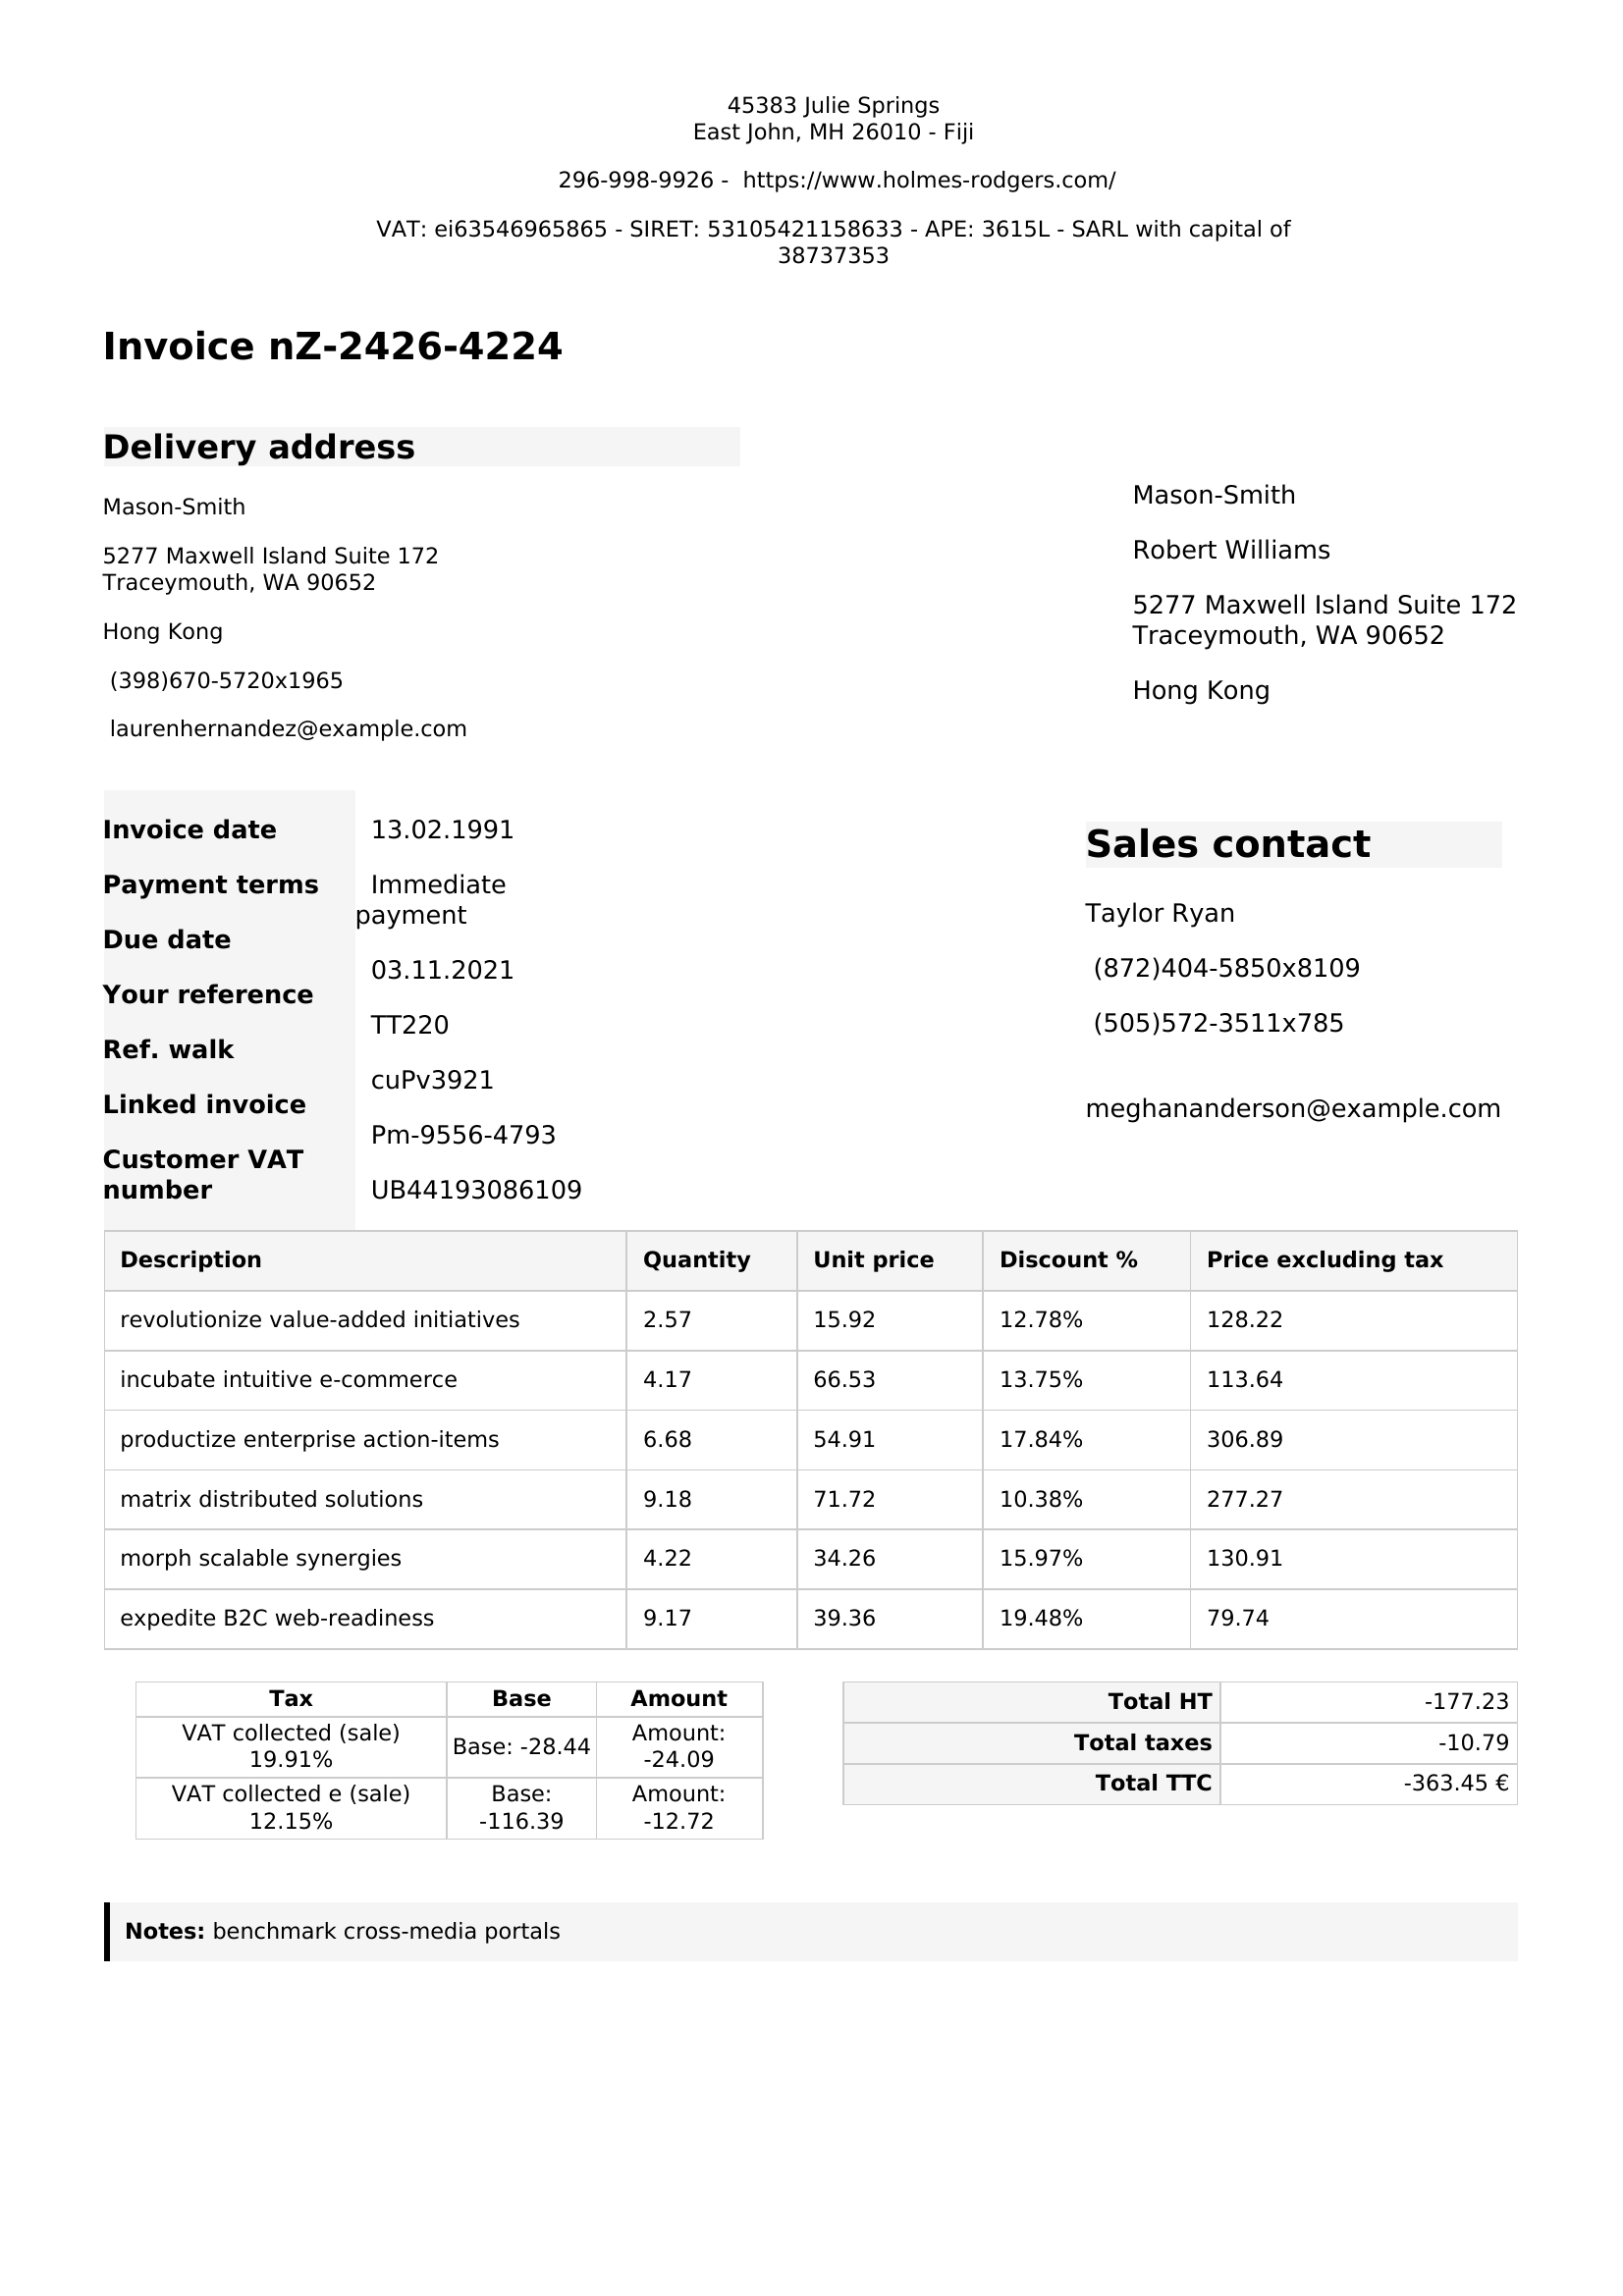 45383 Julie Springs
East John, MH 26010 - Fiji
296-998-9926 - https://www.holmes-rodgers.com/
VAT: ei63546965865 - SIRET: 53105421158633 - APE: 3615L - SARL with capital of
38737353
Invoice nZ-2426-4224
Delivery address
Mason-Smith
5277 Maxwell Island Suite 172
Traceymouth, WA 90652
Hong Kong
(398)670-5720x1965
laurenhernandez@example.com
Mason-Smith
Robert Williams
5277 Maxwell Island Suite 172
Traceymouth, WA 90652
Hong Kong
Invoice date
Payment terms
Due date
Your reference
Ref. walk
Linked invoice
Customer VAT
number
13.02.1991
Immediate
payment
03.11.2021
TT220
cuPv3921
Pm-9556-4793
UB44193086109
Sales contact
Taylor Ryan
(872)404-5850x8109
(505)572-3511x785
meghananderson@example.com
Description Quantity Unit price Discount % Price excluding tax
revolutionize value-added initiatives 2.57 15.92 12.78% 128.22
incubate intuitive e-commerce 4.17 66.53 13.75% 113.64
productize enterprise action-items 6.68 54.91 17.84% 306.89
matrix distributed solutions 9.18 71.72 10.38% 277.27
morph scalable synergies 4.22 34.26 15.97% 130.91
expedite B2C web-readiness 9.17 39.36 19.48% 79.74
Tax Base Amount
VAT collected (sale)
19.91%
Base: -28.44
Amount:
-24.09
VAT collected e (sale)
12.15%
Base:
-116.39
Amount:
-12.72
Total HT -177.23
Total taxes -10.79
Total TTC -363.45 €
Notes: benchmark cross-media portals